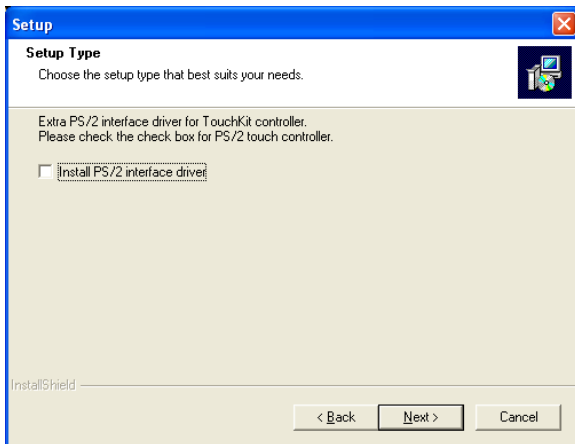 Setup
Setup Type
Choose the setup type that best suits your needs.
Extra PS/2 interface driver for TouchKit controller.
Please check the check box for PS/2 touch controller.
Install PS/2 interface driver
InstallShield
< Back
Next >
Cancel